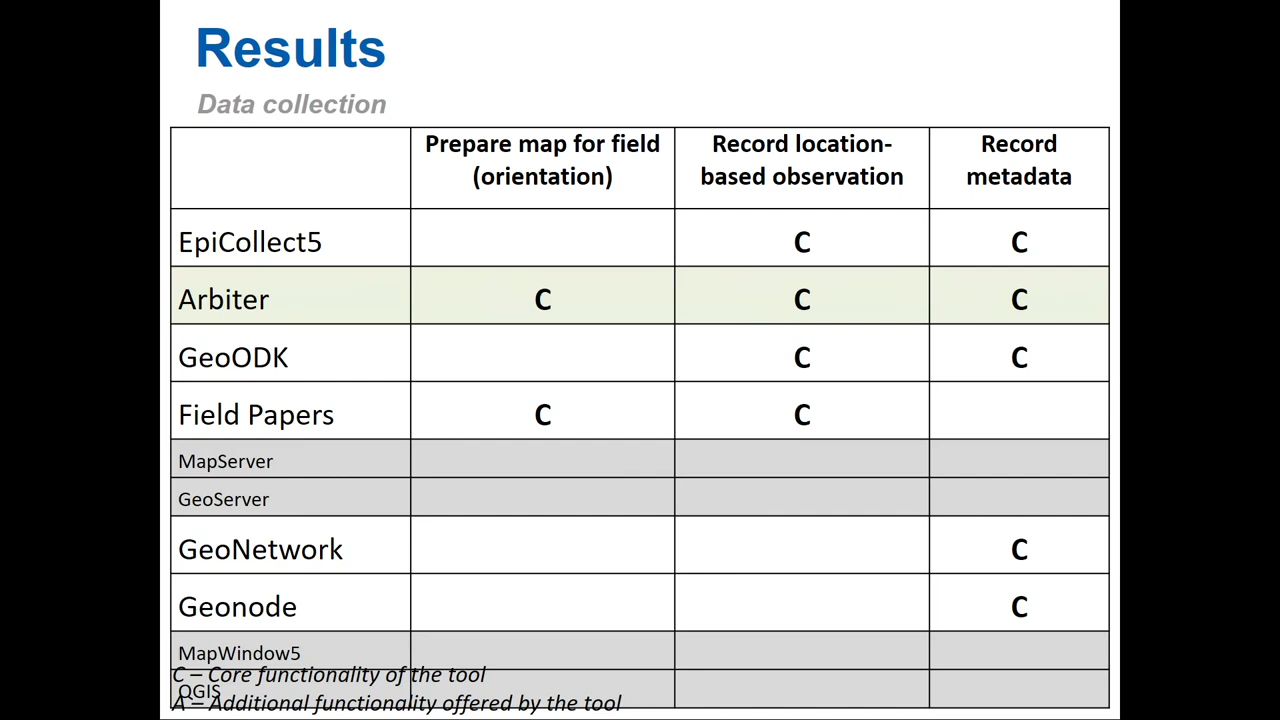 Results
Data collection
Prepare map for field (orientation)
Record location-based observation
Record metadata
EpiCollect5 C C
Arbiter C C C
GeoODK C C
Field Papers C C
MapServer
GeoServer
GeoNetwork C
Geonode C
MapWindow5
C – Core functionality of the tool
QGIS
A – Additional functionality offered by the tool